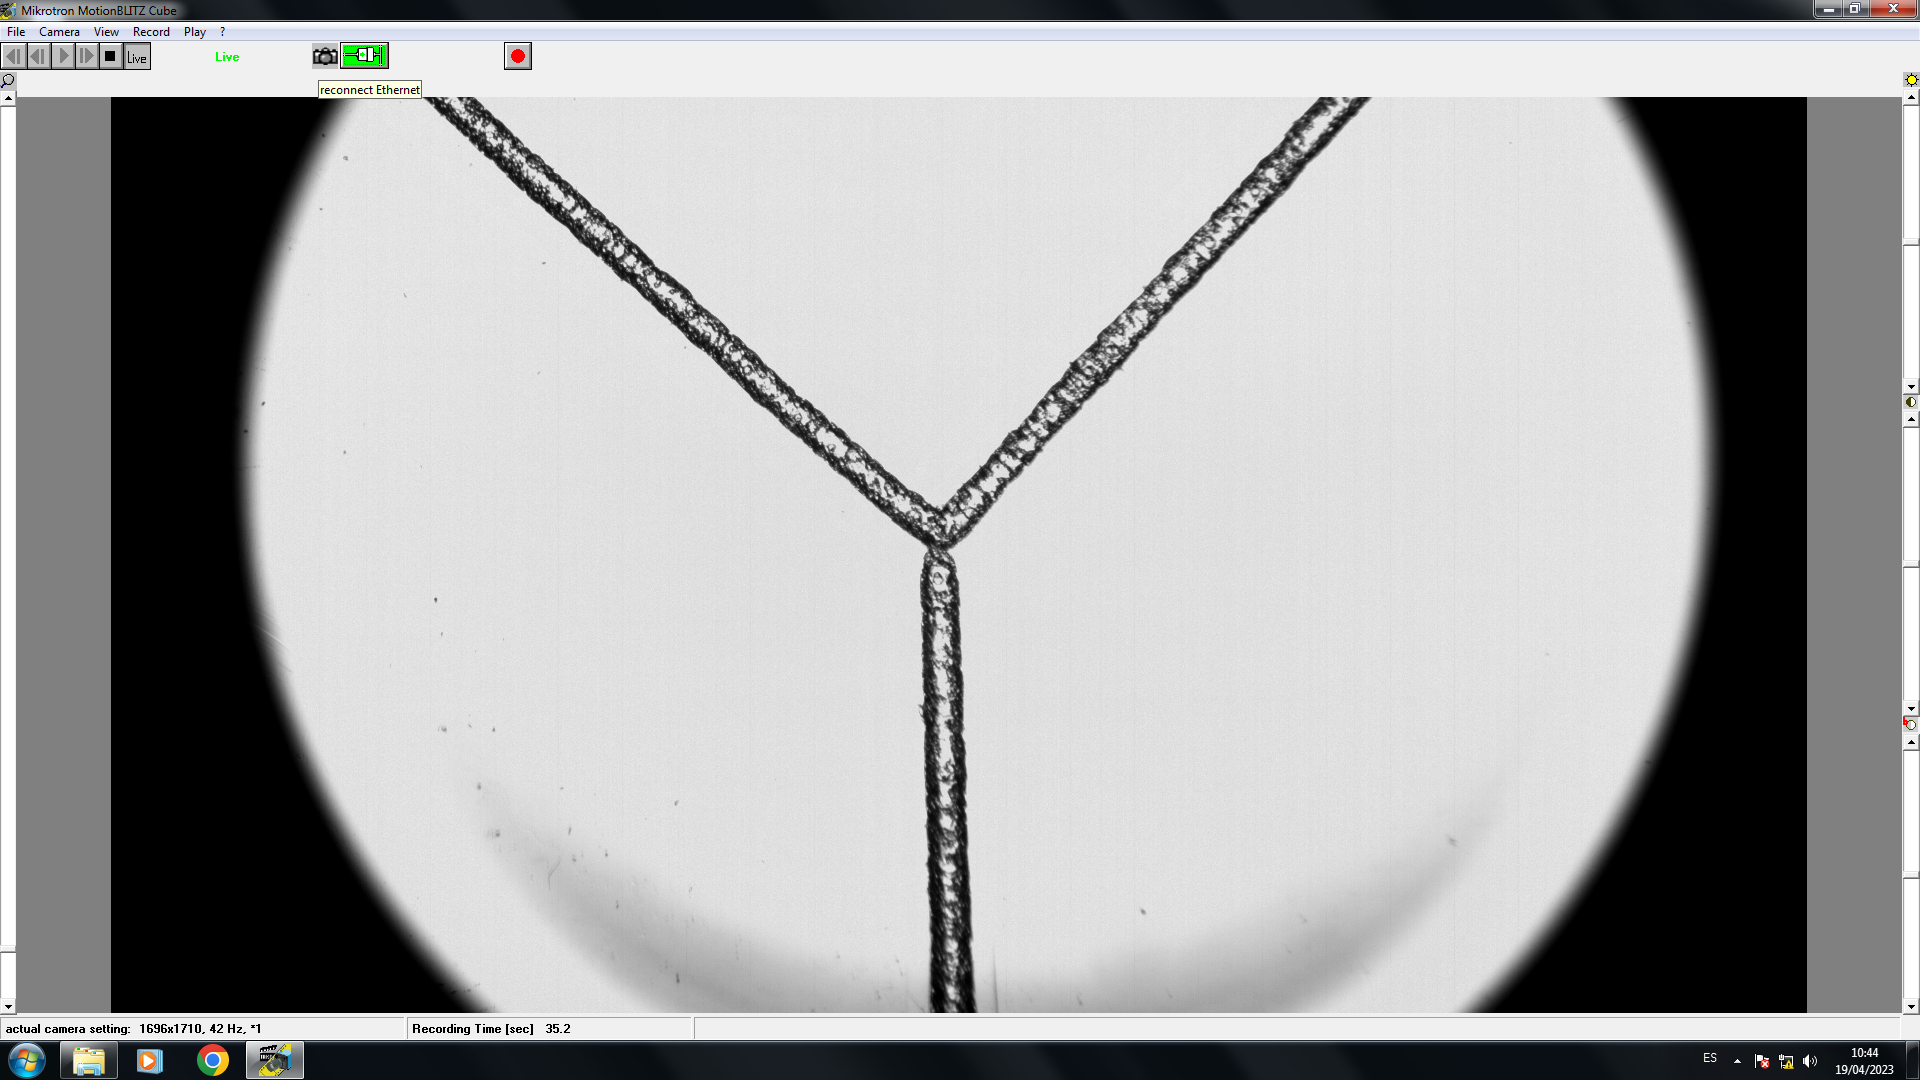 Mikrotron MotionBLITZ Cube
File Camera View Record Play ?
Live Live
reconnect Ethernet
actual camera setting: 1696x1710, 42 Hz, *1 Recording Time [sec] 35.2
ES 10:44
19/04/2023